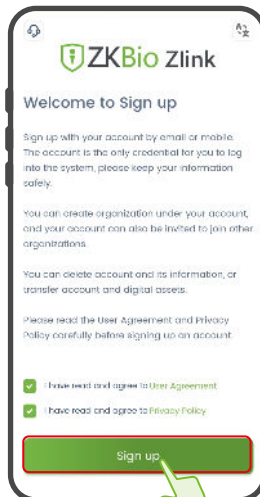 ZKBio Zlink
Welcome to Sign up
Sign up with your account by email or mobile.
The account is the only credential for you to log
into the system, please keep your information
safely.
You can create organization under your account,
and your account can also be invited to join other
organizations.
You can delete account and its information, or
transfer account and digital assets.
Please read the User Agreement and Privacy
Policy carefully before signing up an account.
I have read and agree to User Agreement
I have read and agree to Privacy Policy
Sign up